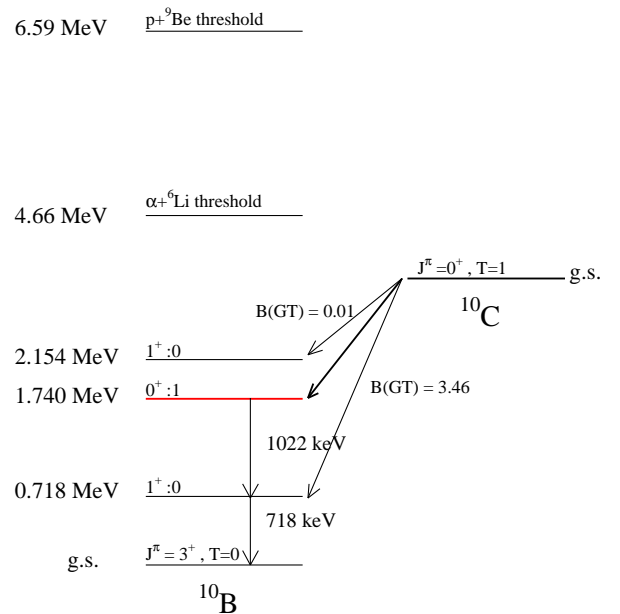 6.59 MeV p+⁹Be threshold
4.66 MeV α+⁶Li threshold
Jᵖⁱ =0⁺ , T=1 g.s.
¹⁰C
B(GT) = 0.01
2.154 MeV 1⁺ :0
1.740 MeV 0⁺ :1
B(GT) = 3.46
1022 keV
0.718 MeV 1⁺ :0
718 keV
g.s. J^π = 3⁺ , T=0
¹⁰B